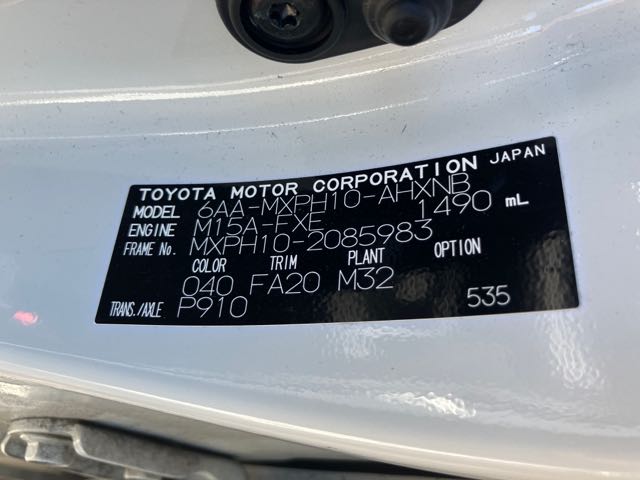 TOYOTA MOTOR CORPORATION JAPAN
MODEL 6AA-MXPH10-AHXNB
ENGINE M15A-FXE 1490 mL
FRAME No. MXPH10-2085983
COLOR TRIM PLANT OPTION
040 FA20 M32
TRANS./AXLE P910 535